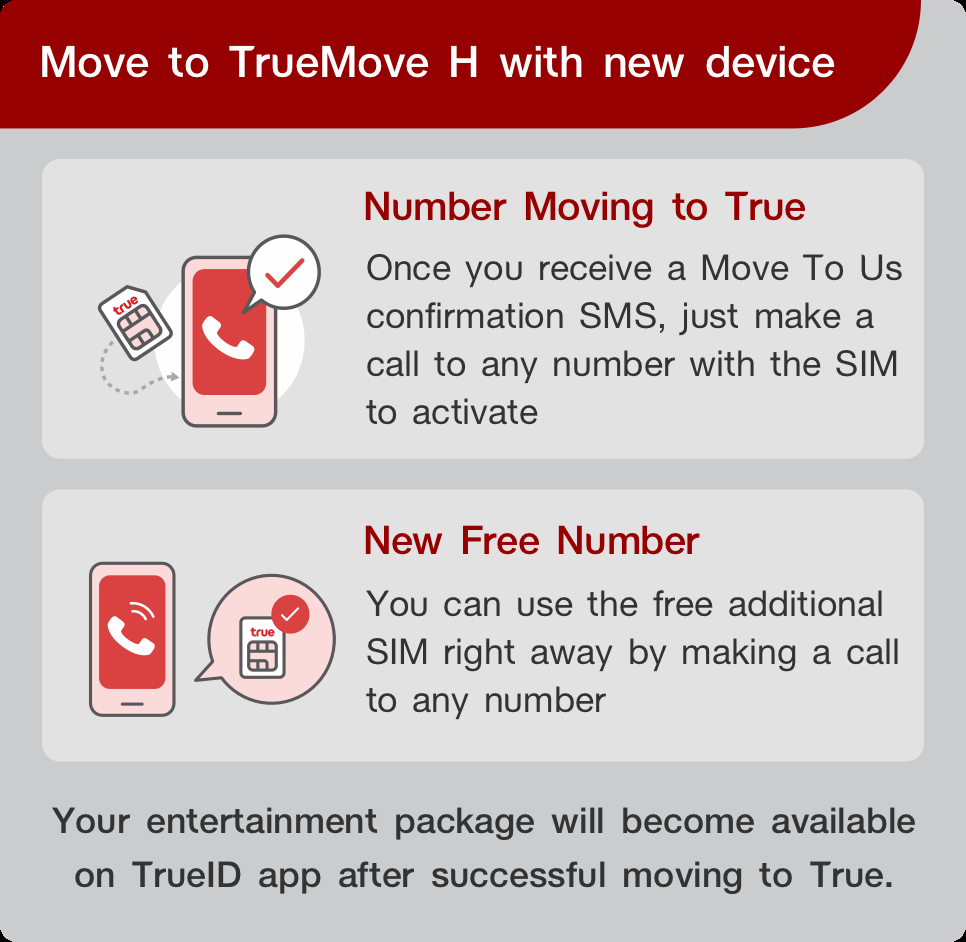 Move to TrueMove H with new device
Number Moving to True
Once you receive a Move To Us
confirmation SMS, just make a
call to any number with the SIM
to activate
true
New Free Number
You can use the free additional
SIM right away by making a call
to any number
true
Your entertainment package will become available
on TrueID app after successful moving to True.